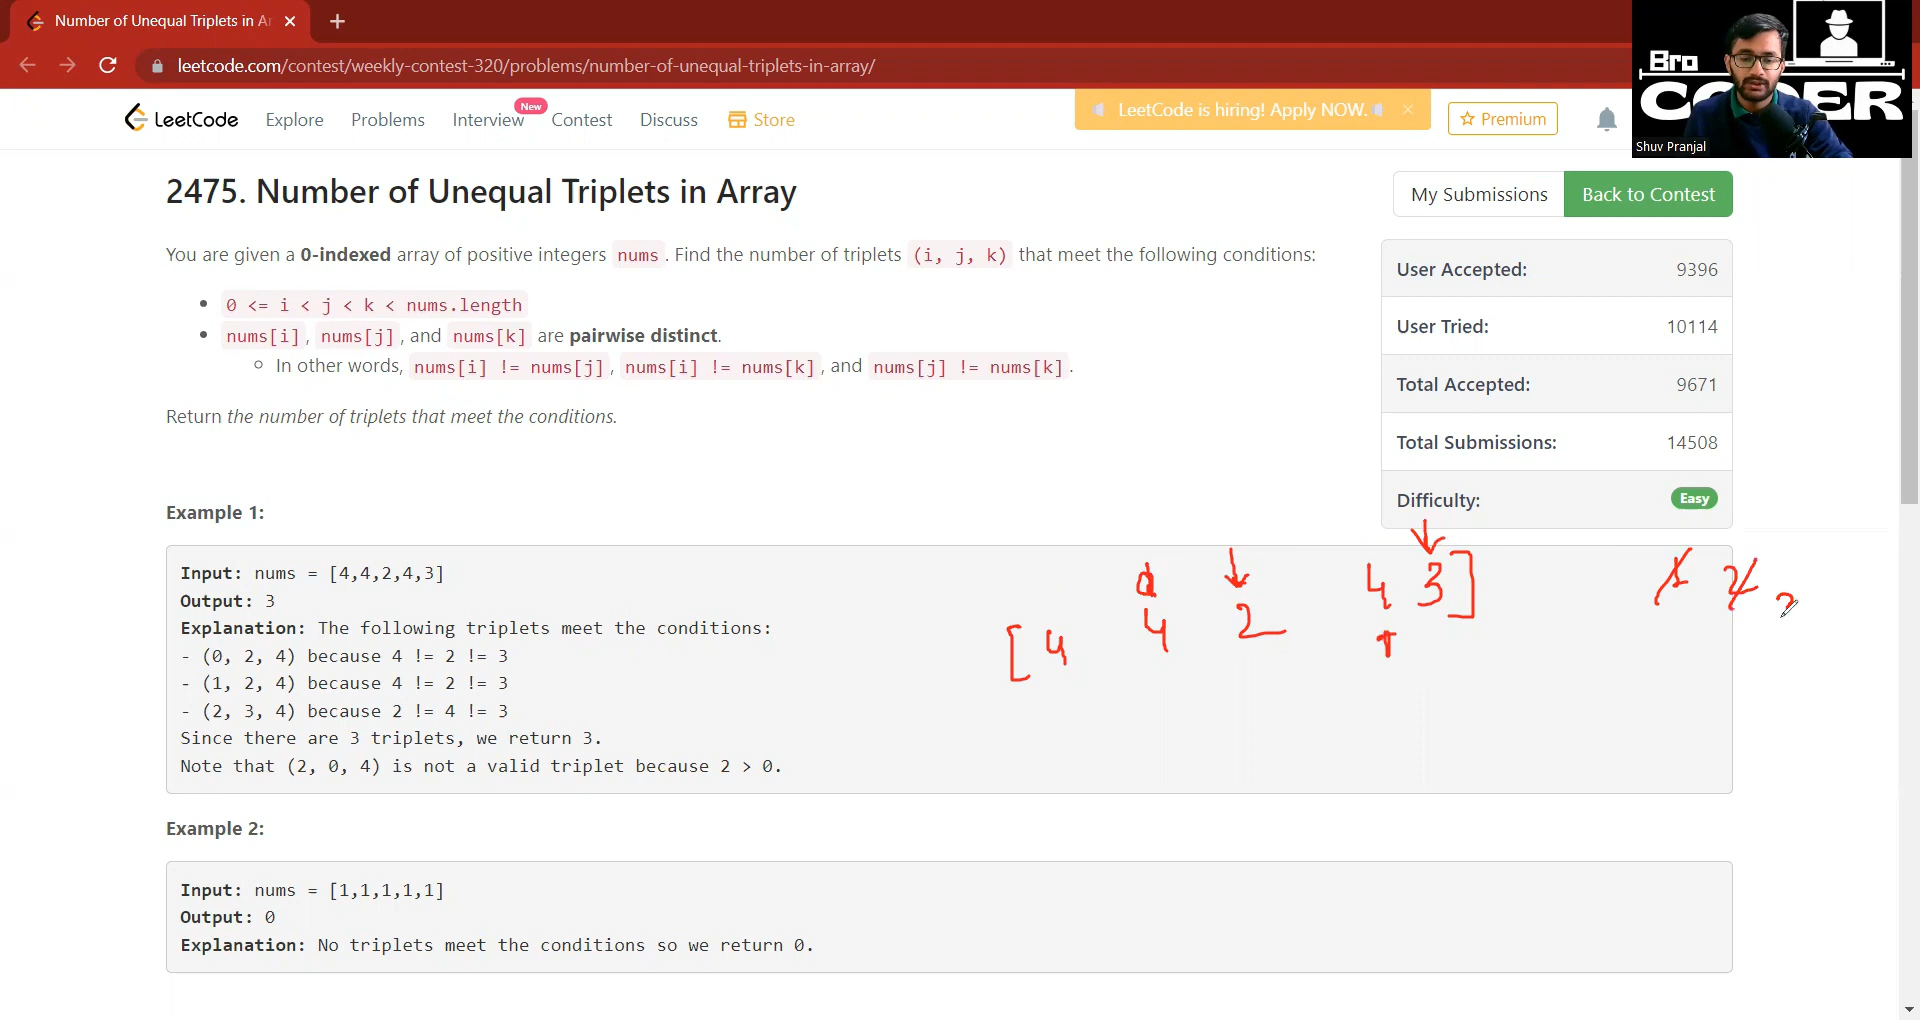 Number of Unequal Triplets in Ar
leetcode.com/contest/weekly-contest-320/problems/number-of-unequal-triplets-in-array/
Bro
CODER
Shuv Pranjal
LeetCode Explore Problems Interview New Contest Discuss Store
LeetCode is hiring! Apply NOW. ×
Premium
2475. Number of Unequal Triplets in Array
My Submissions Back to Contest
You are given a 0-indexed array of positive integers nums. Find the number of triplets (i, j, k) that meet the following conditions:
• 0 <= i < j < k < nums.length
• nums[i], nums[j], and nums[k] are pairwise distinct.
◦ In other words, nums[i] != nums[j], nums[i] != nums[k], and nums[j] != nums[k].
Return the number of triplets that meet the conditions.
User Accepted: 9396
User Tried: 10114
Total Accepted: 9671
Total Submissions: 14508
Difficulty: Easy
Example 1:
Input: nums = [4,4,2,4,3]
Output: 3
Explanation: The following triplets meet the conditions:
- (0, 2, 4) because 4 != 2 != 3
- (1, 2, 4) because 4 != 2 != 3
- (2, 3, 4) because 2 != 4 != 3
Since there are 3 triplets, we return 3.
Note that (2, 0, 4) is not a valid triplet because 2 > 0.
[4 4 2 4 3]
1 2
Example 2:
Input: nums = [1,1,1,1,1]
Output: 0
Explanation: No triplets meet the conditions so we return 0.